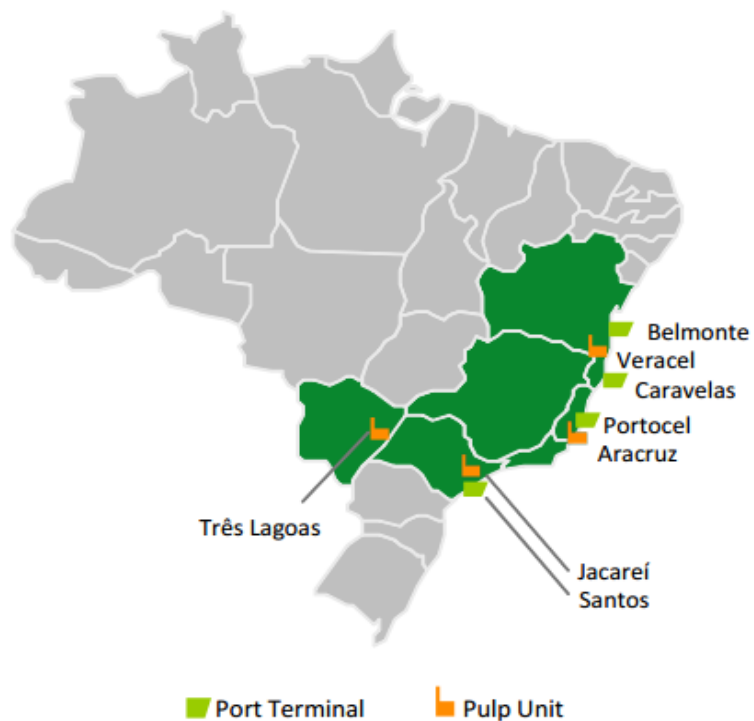 Belmonte
Veracel
Caravelas
Portocel
Aracruz
Três Lagoas
Jacareí
Santos
Port Terminal
Pulp Unit